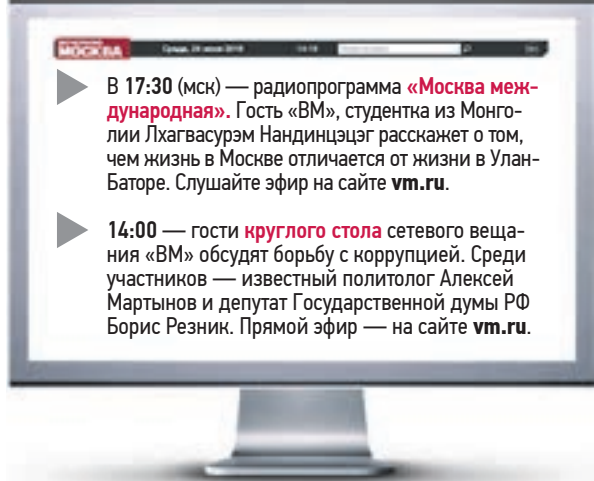 МОСКВА
В 17:30 (мск) — радиопрограмма «Москва меж-
дународная». Гость «ВМ», студентка из Монго-
лии Лхагвасурэм Нандинцэцэг расскажет о том,
чем жизнь в Москве отличается от жизни в Улан-
Баторе. Слушайте эфир на сайте vm.ru.
14:00 — гости круглого стола сетевого веща-
ния «ВМ» обсудят борьбу с коррупцией. Среди
участников — известный политолог Алексей
Мартынов и депутат Государственной думы РФ
Борис Резник. Прямой эфир — на сайте vm.ru.